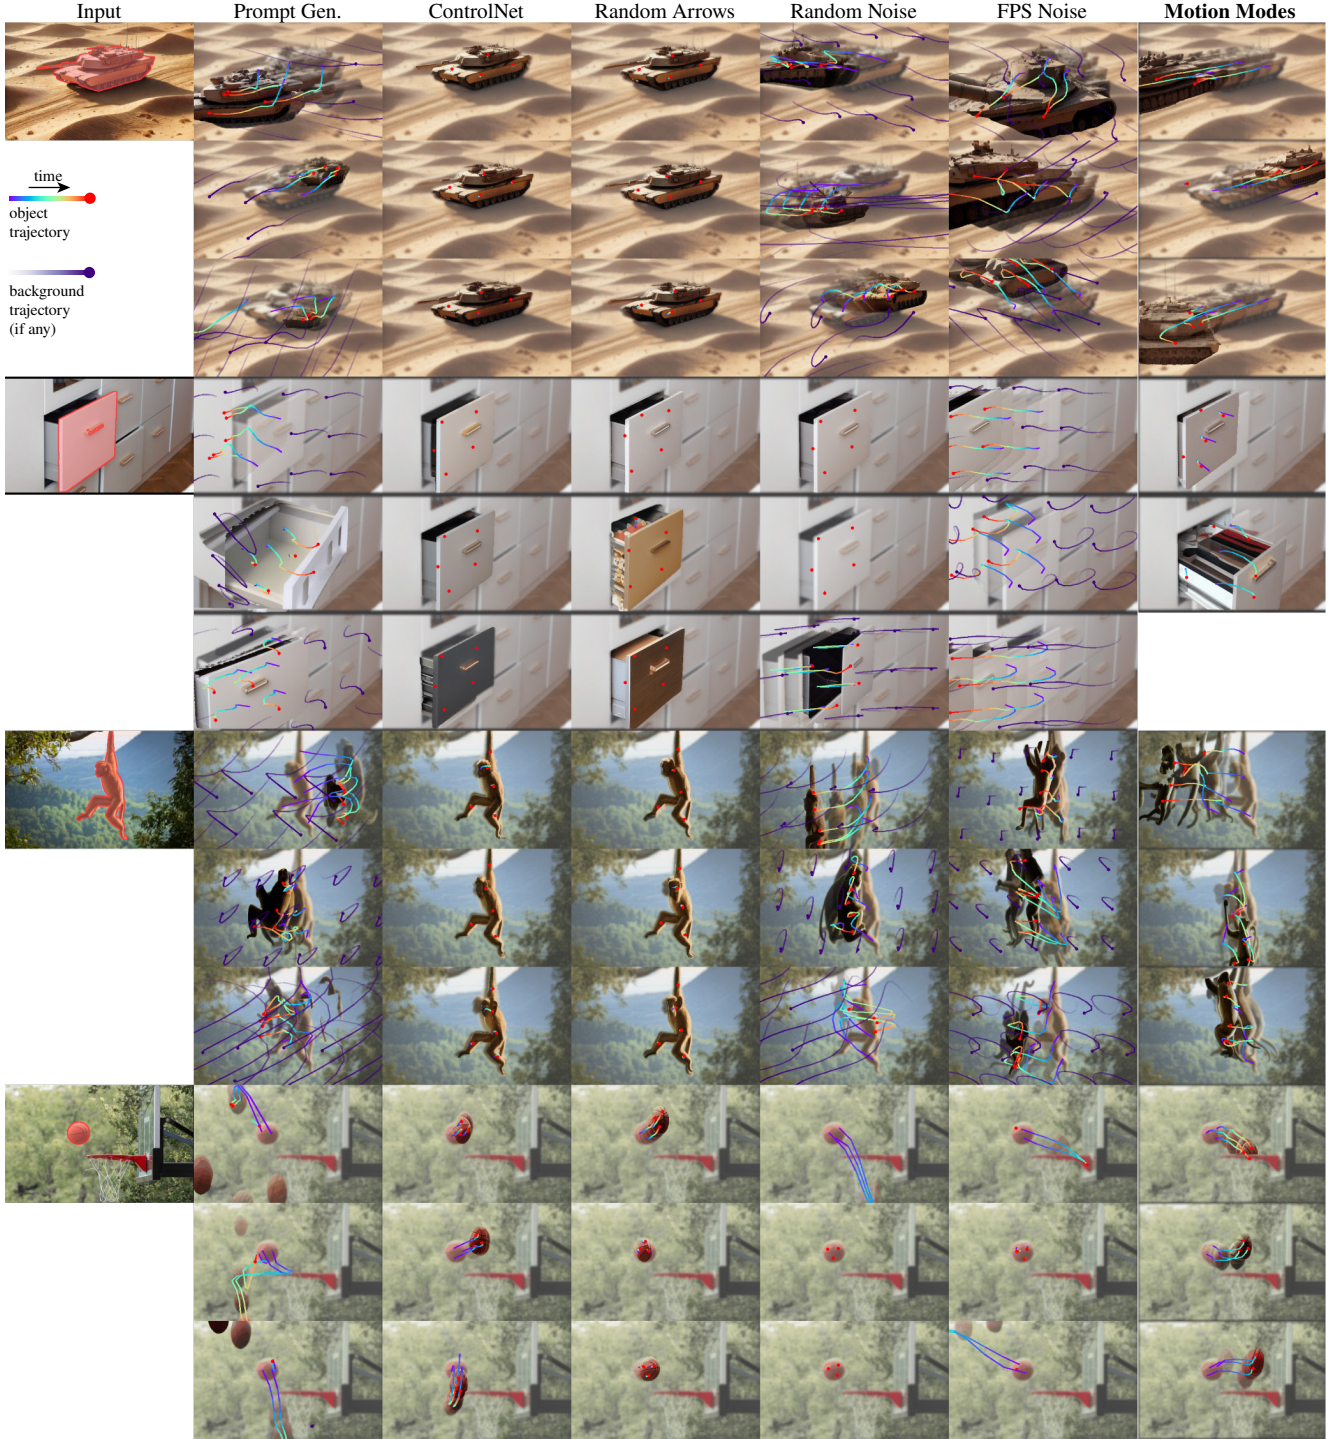 Input Prompt Gen. ControlNet Random Arrows Random Noise FPS Noise Motion Modes
time
object
trajectory
background
trajectory
(if any)